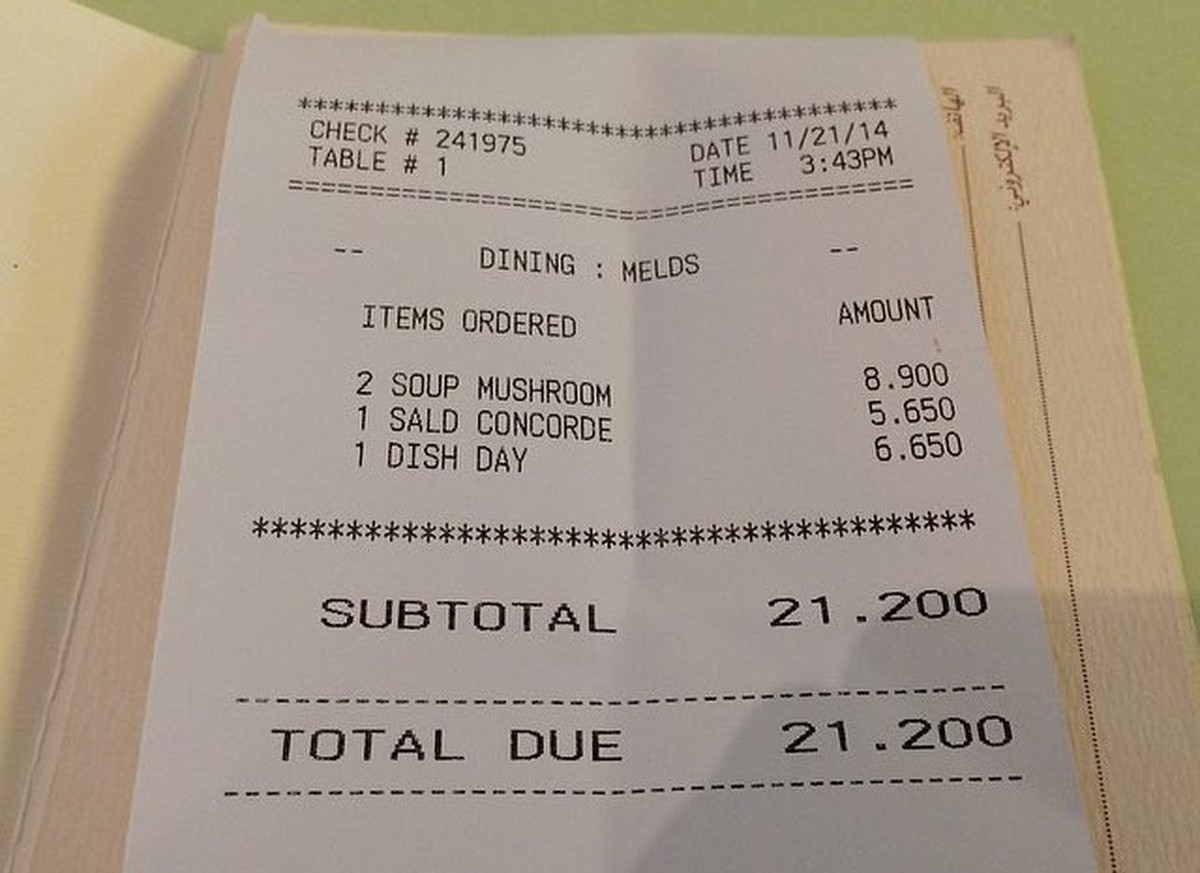 ****************************************
CHECK # 241975 DATE 11/21/14
TABLE # 1 TIME 3:43PM
========================================
-- DINING : MELDS --
ITEMS ORDERED AMOUNT
2 SOUP MUSHROOM 8.900
1 SALD CONCORDE 5.650
1 DISH DAY 6.650
****************************************
SUBTOTAL 21.200
----------------------------------------
TOTAL DUE 21.200
----------------------------------------
البريد الإلكتروني